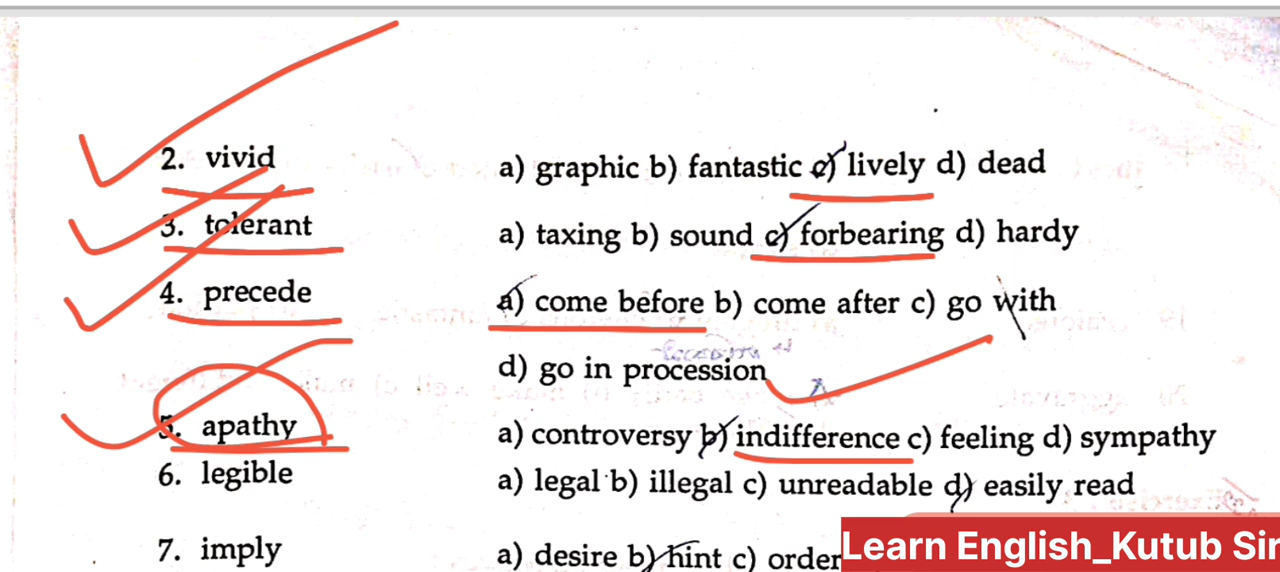 2. vivid a) graphic b) fantastic c) lively d) dead
3. tolerant a) taxing b) sound c) forbearing d) hardy
4. precede a) come before b) come after c) go with
d) go in procession
5. apathy a) controversy b) indifference c) feeling d) sympathy
6. legible a) legal b) illegal c) unreadable d) easily read
7. imply a) desire b) hint c) order
Learn English_Kutub Sir